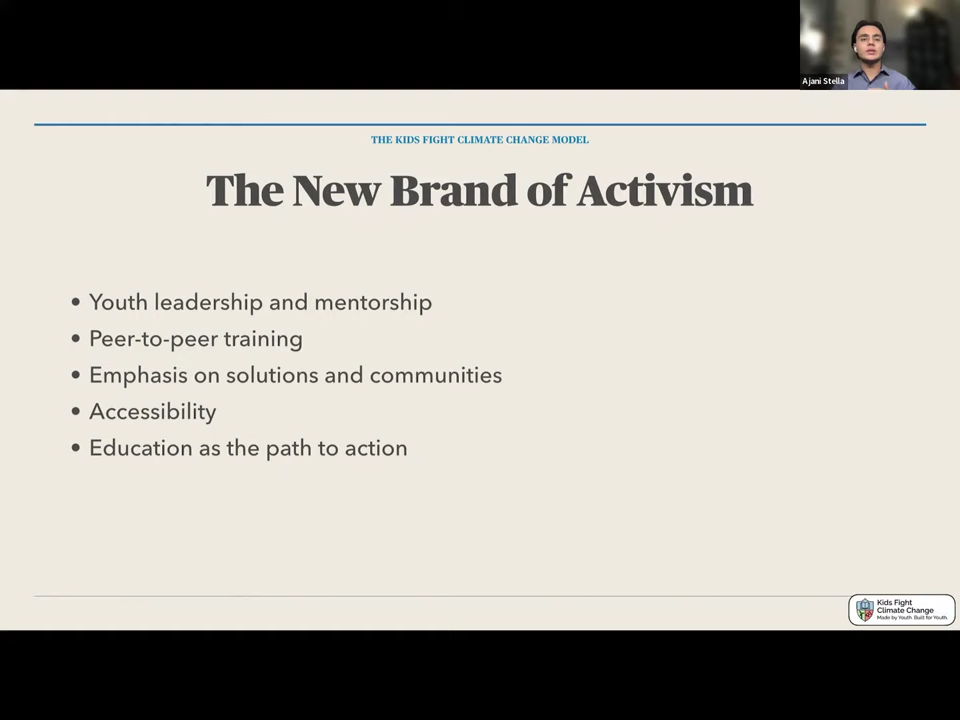 Ajani Stella
THE KIDS FIGHT CLIMATE CHANGE MODEL
The New Brand of Activism
• Youth leadership and mentorship
• Peer-to-peer training
• Emphasis on solutions and communities
• Accessibility
• Education as the path to action
Kids Fight
Climate Change
Made by Youth. Built for Youth.